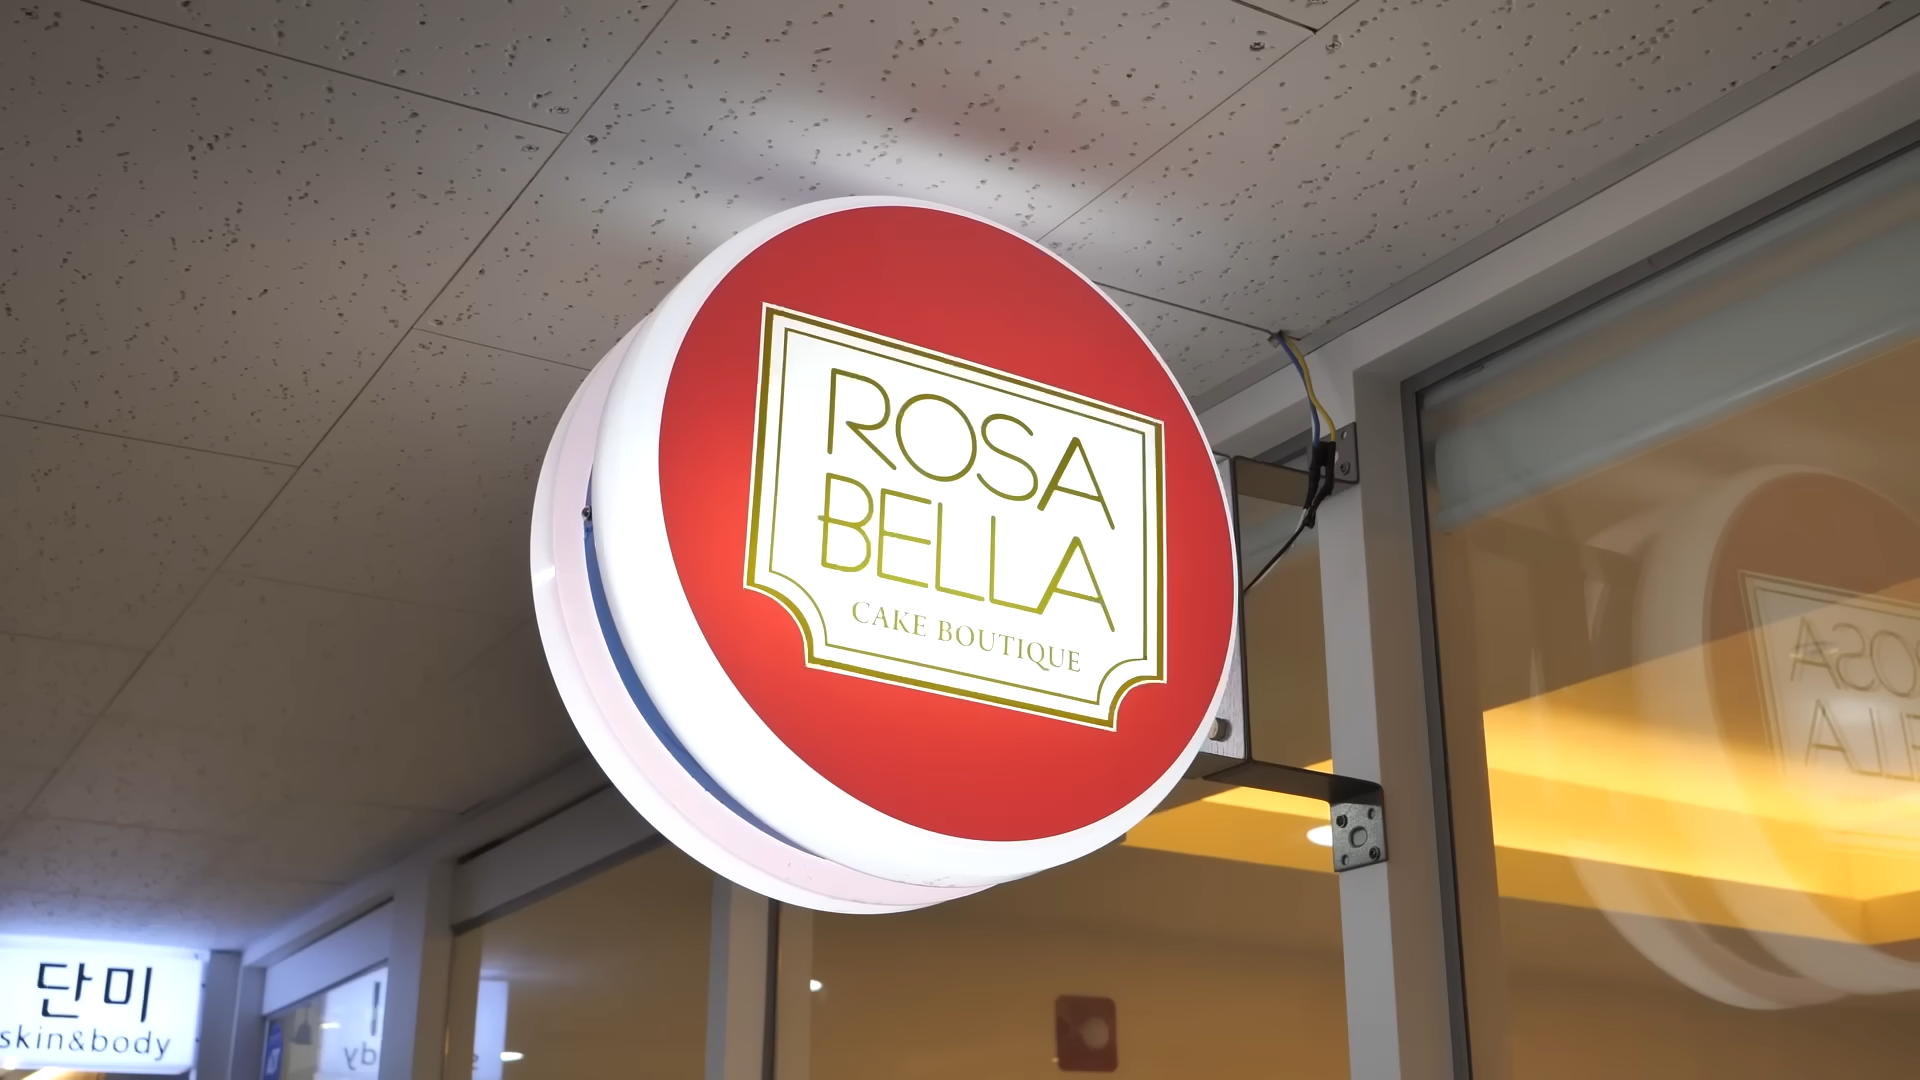 ROSA
BELLA
CAKE BOUTIQUE
단미
skin&body